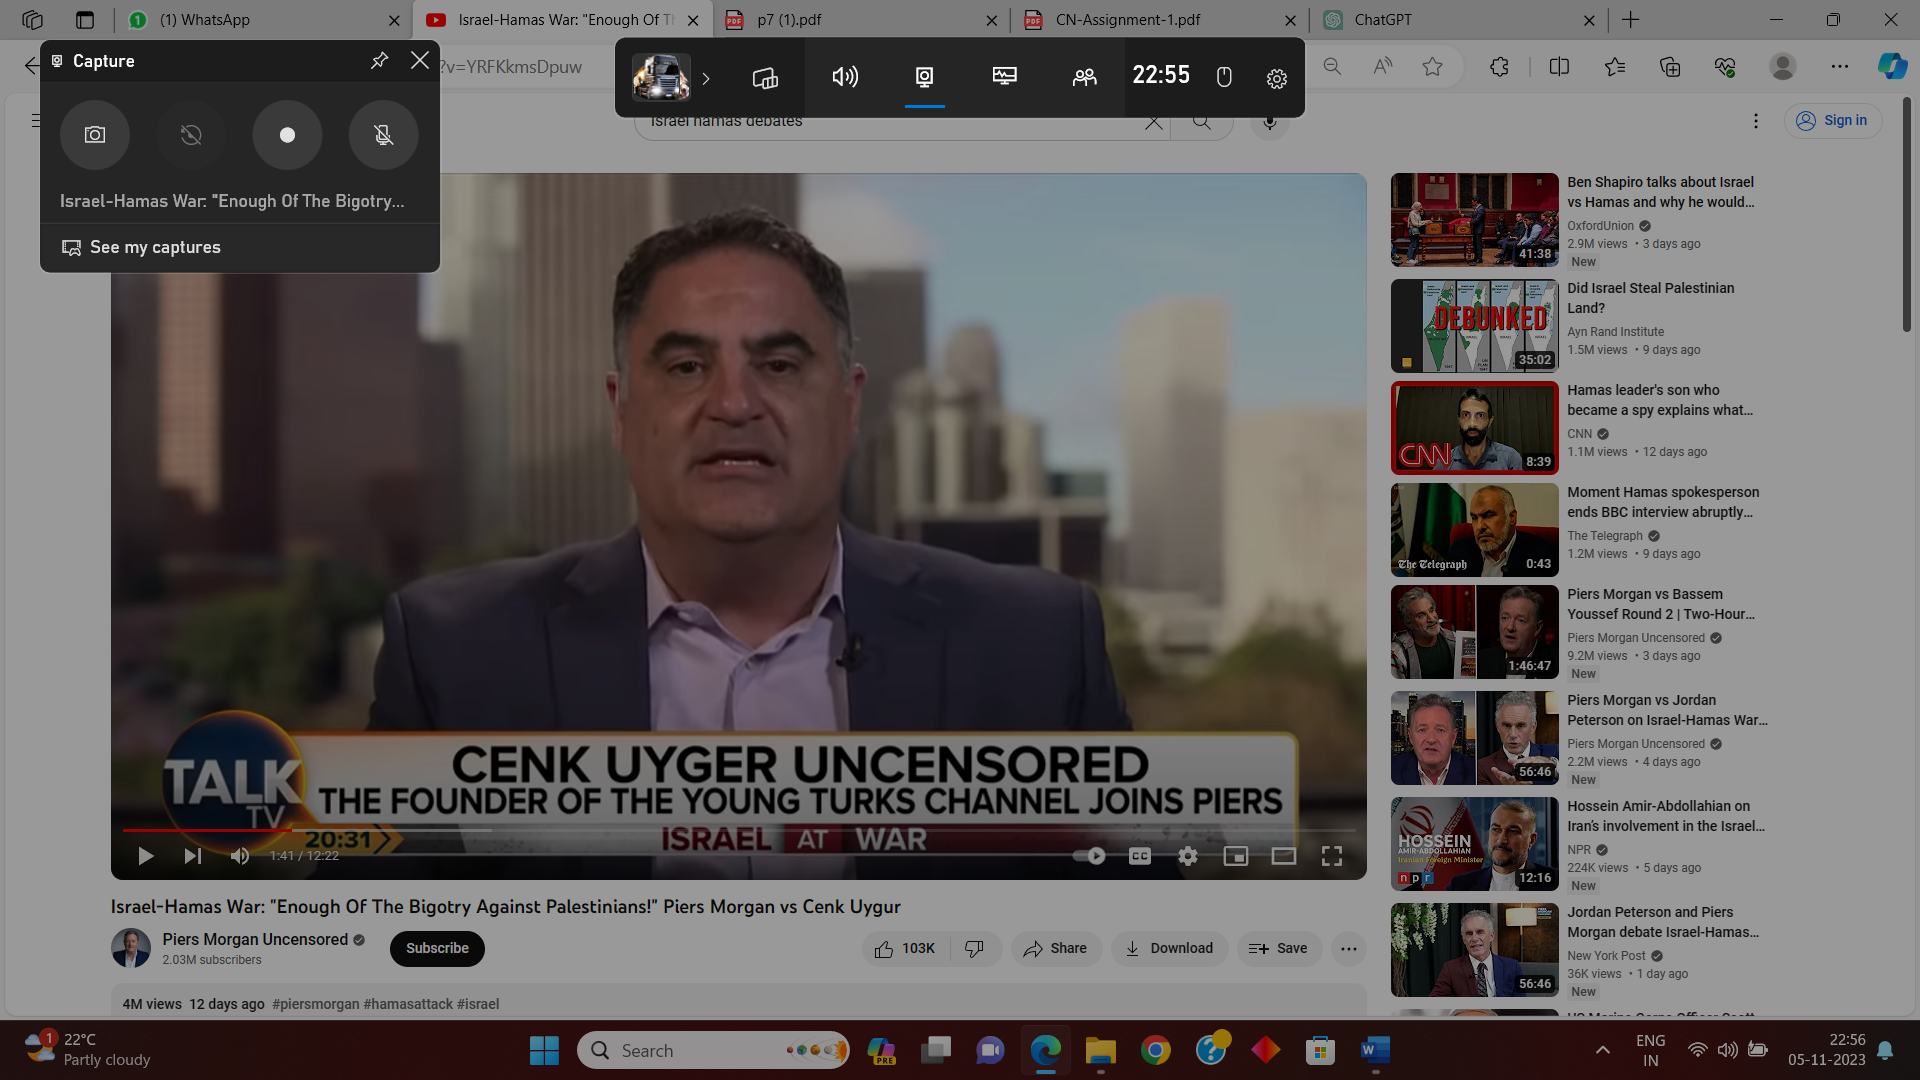 (1) WhatsApp
Israel-Hamas War: "Enough Of Th
p7 (1).pdf
CN-Assignment-1.pdf
ChatGPT
?v=YRFKkmsDpuw
Capture
Israel-Hamas War: "Enough Of The Bigotry...
See my captures
22:55
israel hamas debates
Sign in
TALK
TV
CENK UYGER UNCENSORED
THE FOUNDER OF THE YOUNG TURKS CHANNEL JOINS PIERS
20:31
ISRAEL AT WAR
1:41 / 12:22
CC
Israel-Hamas War: "Enough Of The Bigotry Against Palestinians!" Piers Morgan vs Cenk Uygur
Piers Morgan Uncensored
2.03M subscribers
Subscribe
103K
Share
Download
Save
4M views 12 days ago #piersmorgan #hamasattack #israel
41:38
Ben Shapiro talks about Israel
vs Hamas and why he would...
OxfordUnion
2.9M views • 3 days ago
New
DEBUNKED
35:02
Did Israel Steal Palestinian
Land?
Ayn Rand Institute
1.5M views • 9 days ago
CNN
8:39
Hamas leader's son who
became a spy explains what...
CNN
1.1M views • 12 days ago
The Telegraph
0:43
Moment Hamas spokesperson
ends BBC interview abruptly...
The Telegraph
1.2M views • 9 days ago
1:46:47
Piers Morgan vs Bassem
Youssef Round 2 | Two-Hour...
Piers Morgan Uncensored
9.2M views • 3 days ago
New
56:46
Piers Morgan vs Jordan
Peterson on Israel-Hamas War...
Piers Morgan Uncensored
2.2M views • 4 days ago
New
HOSSEIN
AMIR-ABDOLLAHIAN
Iranian Foreign Minister
npr
12:16
Hossein Amir-Abdollahian on
Iran's involvement in the Israel...
NPR
224K views • 5 days ago
New
56:46
Jordan Peterson and Piers
Morgan debate Israel-Hamas...
New York Post
36K views • 1 day ago
New
1
22°C
Partly cloudy
Search
PRE
ENG
IN
22:56
05-11-2023